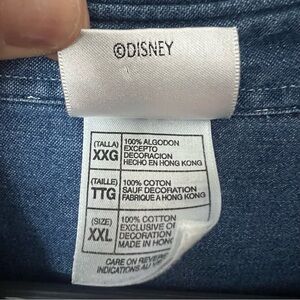 ©DISNEY
(TALLA)
XXG
100% ALGODON
EXCEPTO
DECORACION
HECHO EN HONG KONG
(TAILLE)
TTG
100% COTON
SAUF DECORATION
FABRIQUE A HONG KONG
(SIZE)
XXL
100% COTTON
EXCLUSIVE OF
DECORATION
MADE IN HONG
CARE ON REVERSE
INDICATIONS AU